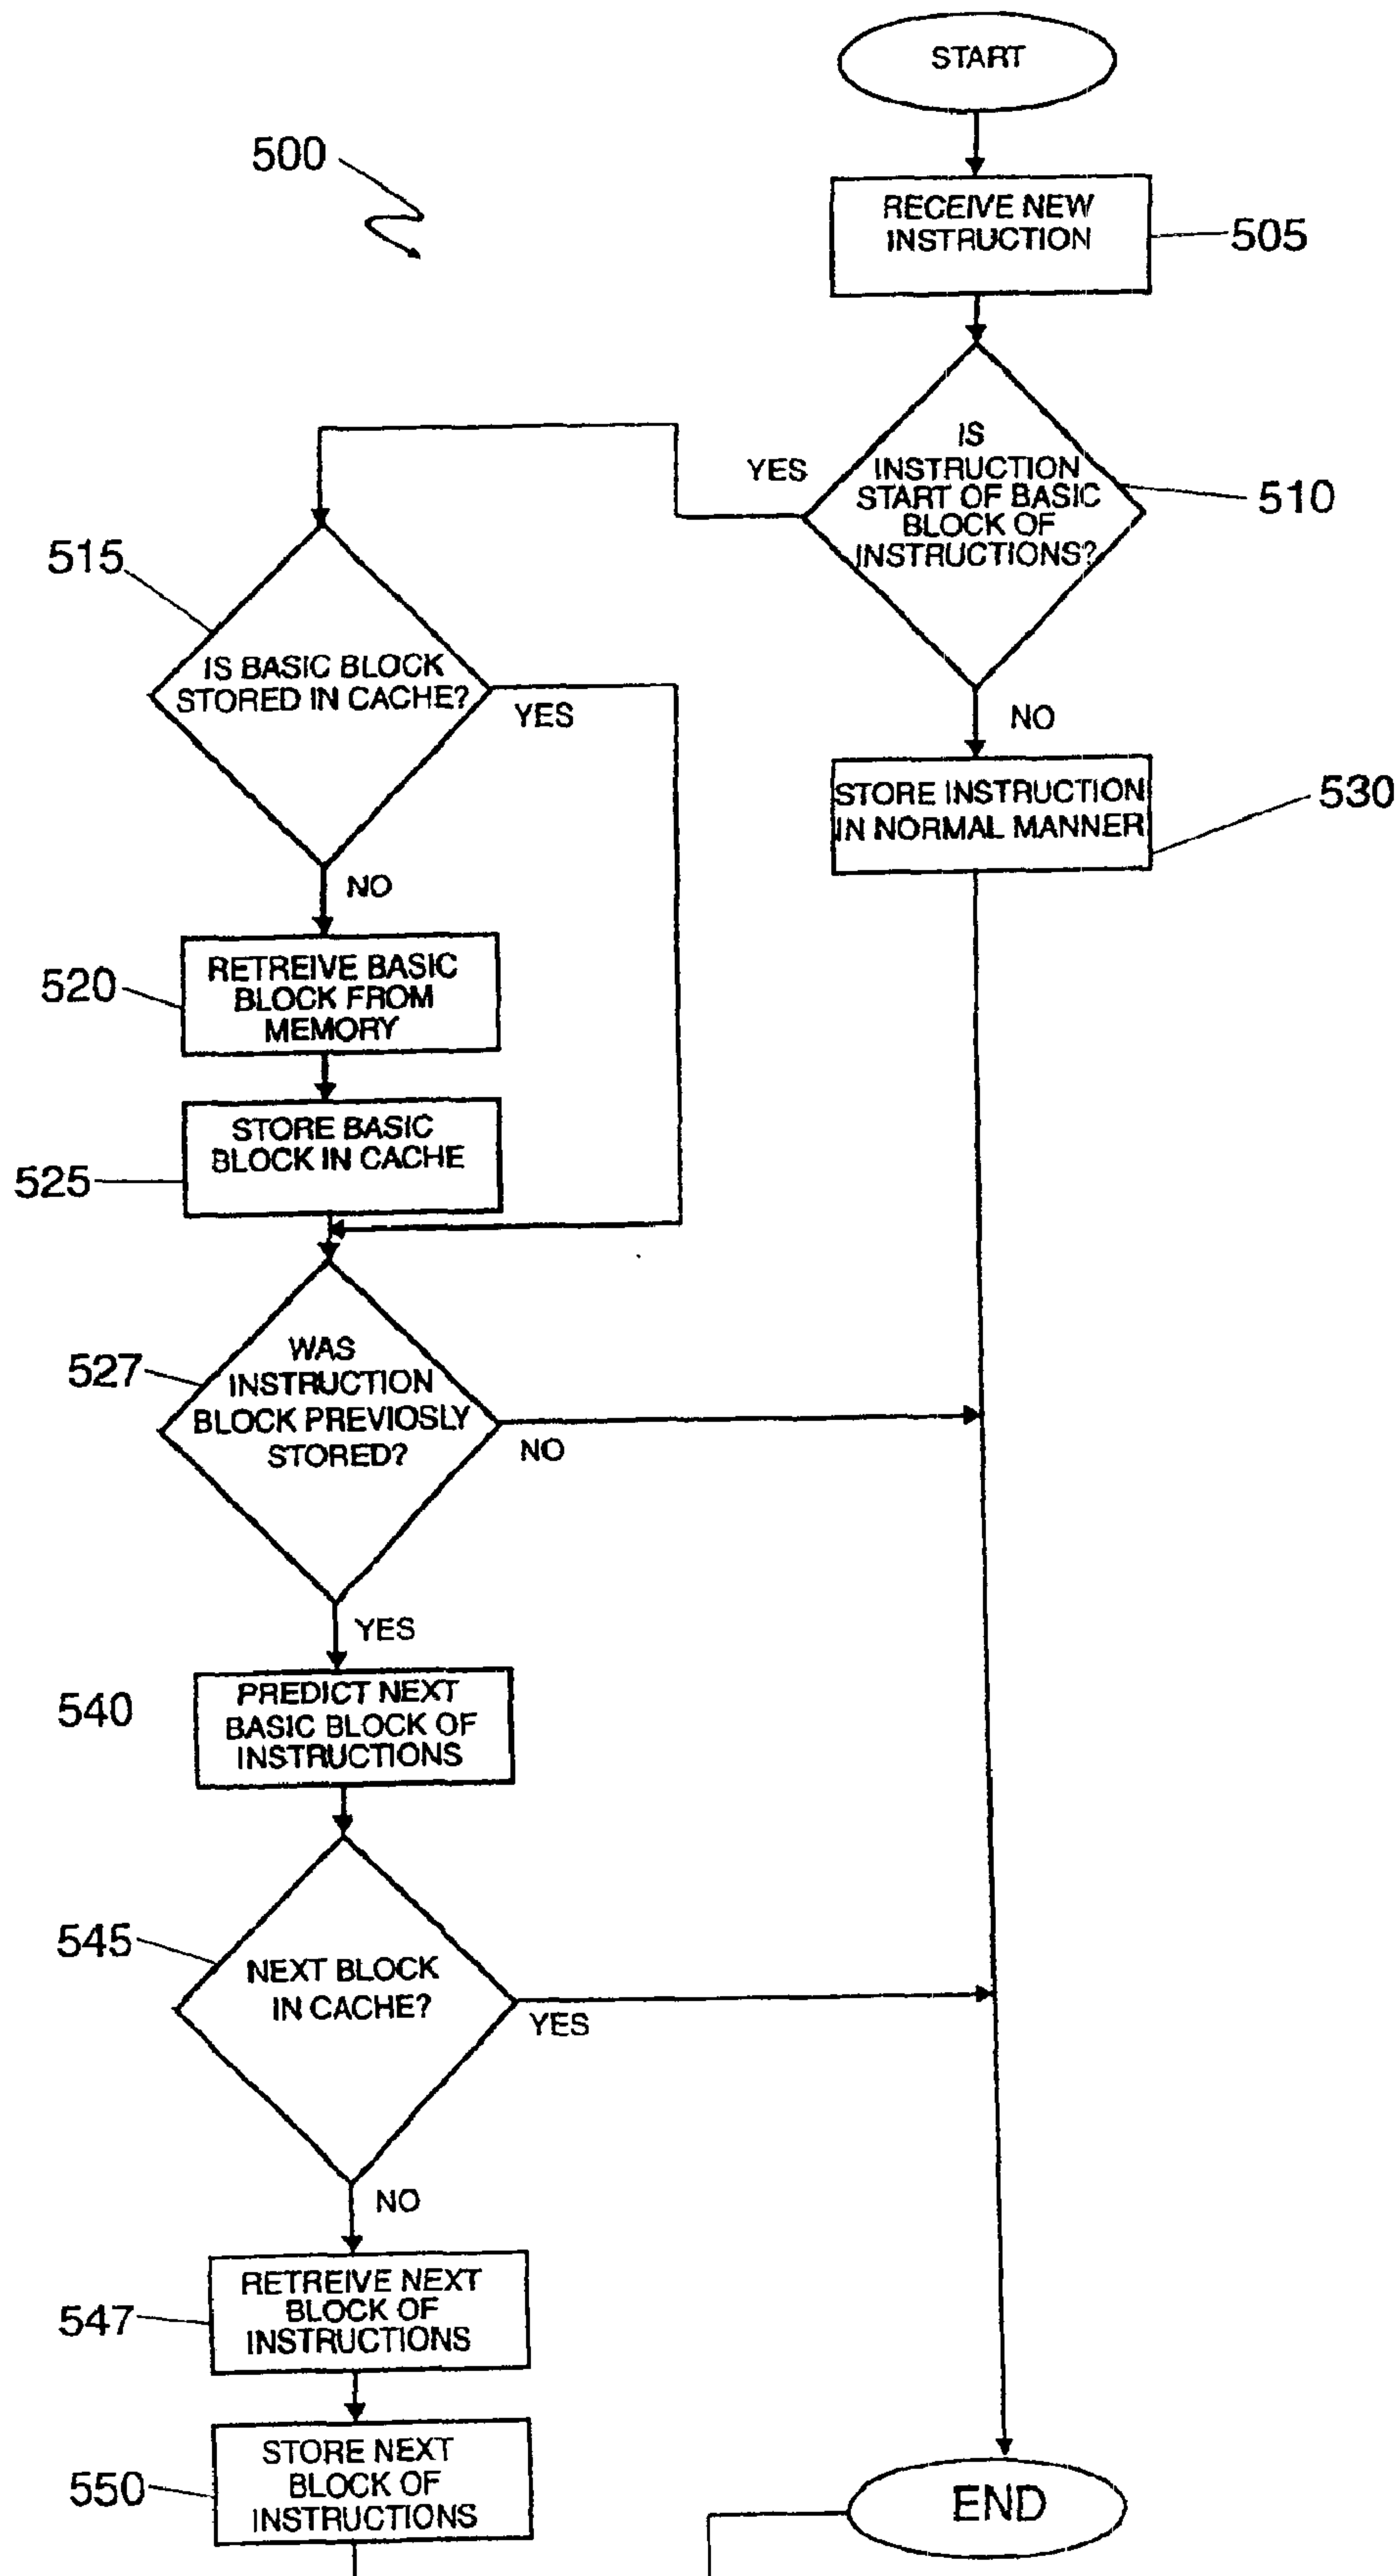 START
500
RECEIVE NEW
INSTRUCTION
505
IS
INSTRUCTION
START OF BASIC
BLOCK OF
INSTRUCTIONS?
510
YES
NO
515
IS BASIC BLOCK
STORED IN CACHE?
YES
NO
STORE INSTRUCTION
IN NORMAL MANNER
530
520
RETREIVE BASIC
BLOCK FROM
MEMORY
525
STORE BASIC
BLOCK IN CACHE
527
WAS
INSTRUCTION
BLOCK PREVIOSLY
STORED?
NO
YES
540
PREDICT NEXT
BASIC BLOCK OF
INSTRUCTIONS
545
NEXT BLOCK
IN CACHE?
YES
NO
547
RETREIVE NEXT
BLOCK OF
INSTRUCTIONS
550
STORE NEXT
BLOCK OF
INSTRUCTIONS
END